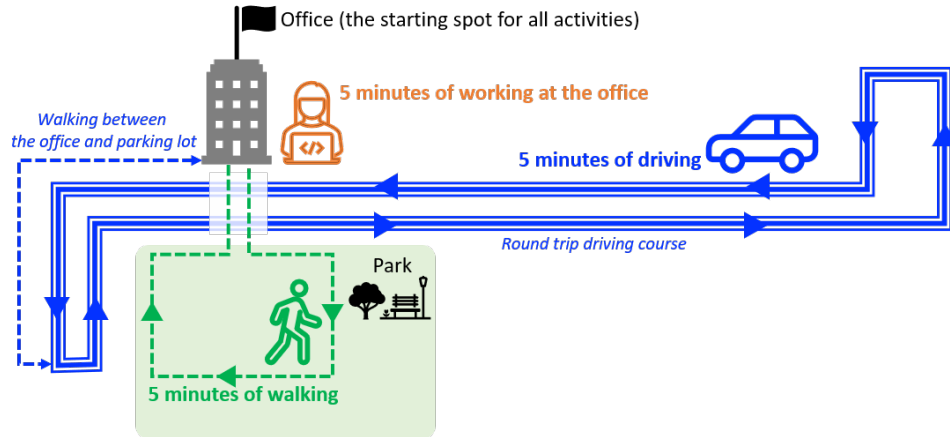 Office (the starting spot for all activities)
5 minutes of working at the office
Walking between
the office and parking lot
5 minutes of driving
Round trip driving course
Park
5 minutes of walking
</>